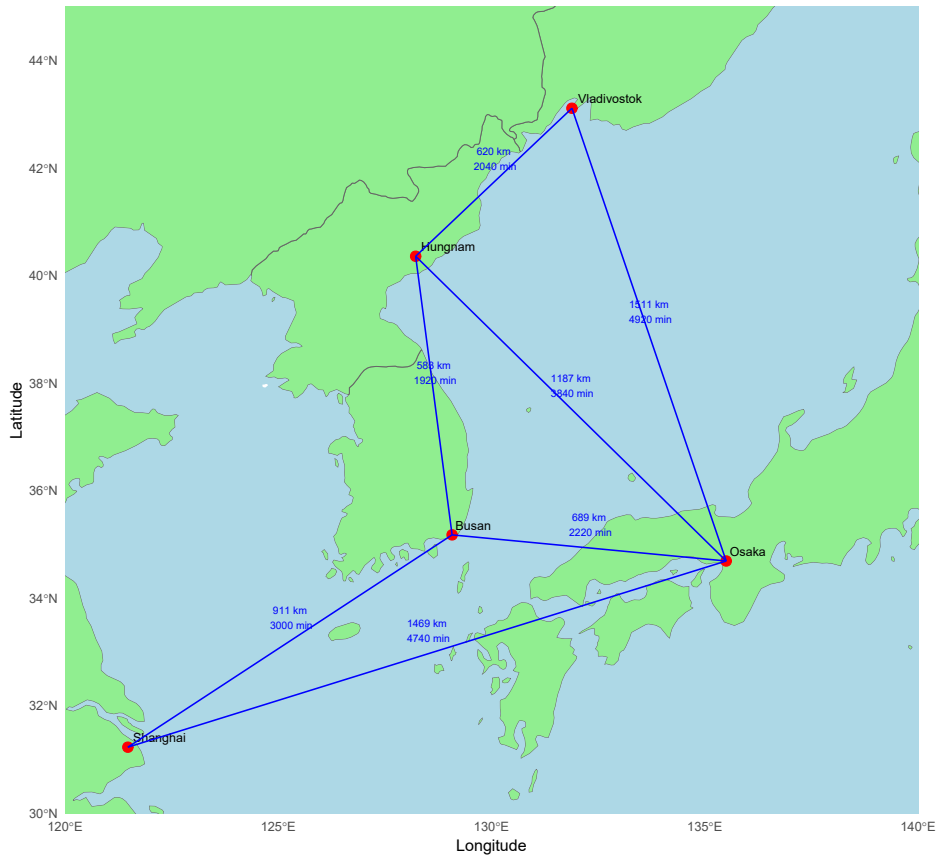 44°N
42°N
40°N
38°N
36°N
34°N
32°N
30°N
Latitude
Vladivostok
620 km
2040 min
Hungnam
1511 km
4920 min
588 km
1920 min
1187 km
3840 min
Busan
689 km
2220 min
Osaka
911 km
3000 min
1469 km
4740 min
Shanghai
120°E
125°E
130°E
135°E
140°E
Longitude